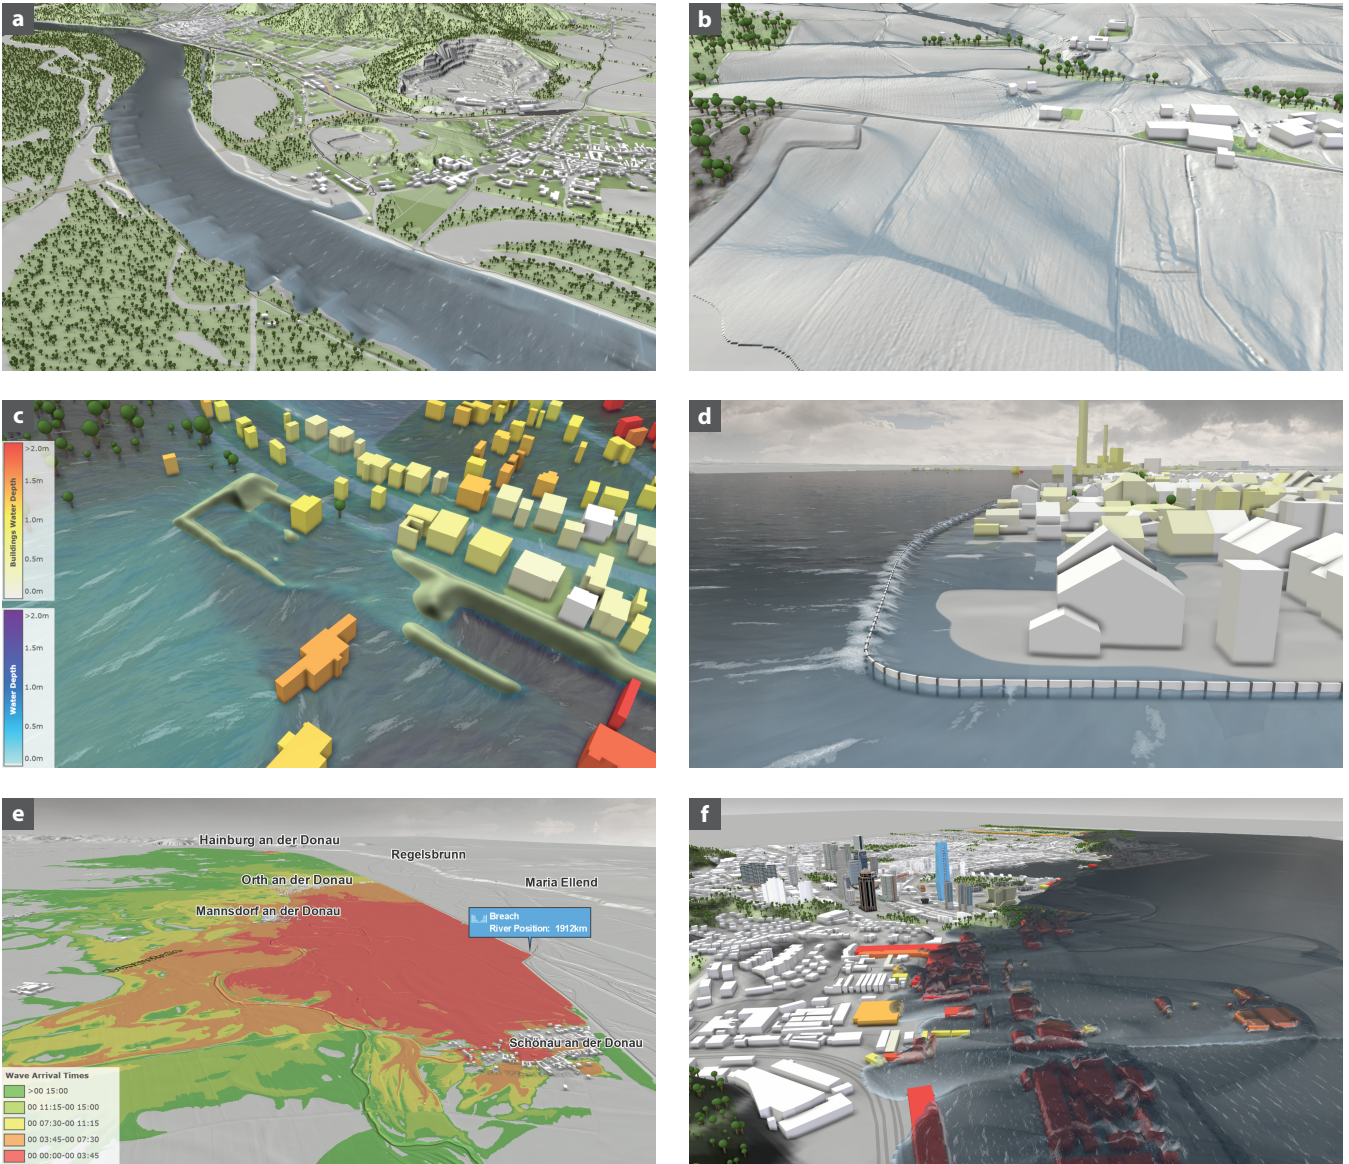 a
b
c
>2.0m
1.5m
1.0m
0.5m
0.0m
Buildings Water Depth
>2.0m
1.5m
1.0m
0.5m
0.0m
Water Depth
d
e
Hainburg an der Donau
Regelsbrunn
Orth an der Donau
Maria Ellend
Mannsdorf an der Donau
Breach
River Position: 1912km
Schönau an der Donau
Wave Arrival Times
>00 15:00
00 11:15-00 15:00
00 07:30-00 11:15
00 03:45-00 07:30
00 00:00-00 03:45
f